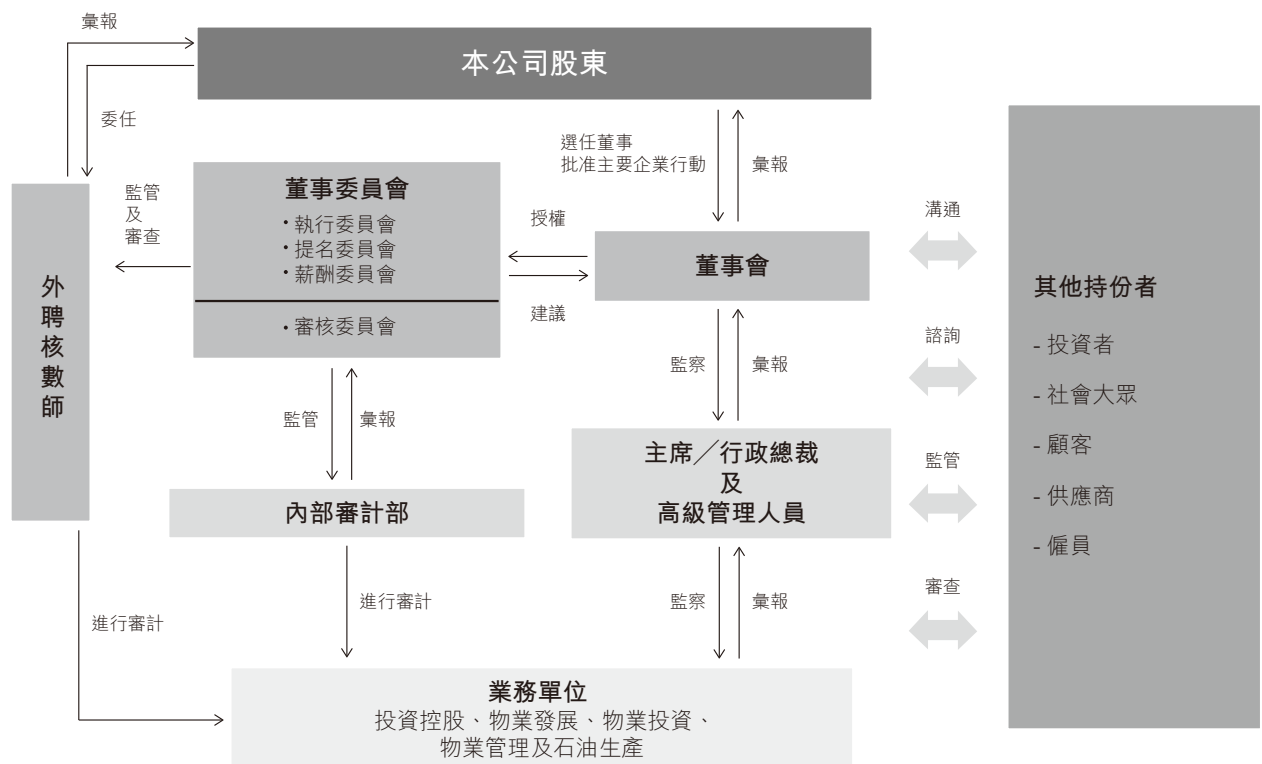 彙報
本公司股東
委任
選任董事
批准主要企業行動
彙報
監管
及
審查
董事委員會
・執行委員會
・提名委員會
・薪酬委員會
・審核委員會
授權
建議
董事會
溝通
外
聘
核
數
師
其他持份者
- 投資者
- 社會大眾
- 顧客
- 供應商
- 僱員
諮詢
監管
彙報
監察
彙報
主席╱行政總裁
及
高級管理人員
監管
內部審計部
進行審計
進行審計
監察
彙報
審查
業務單位
投資控股、物業發展、物業投資、
物業管理及石油生產